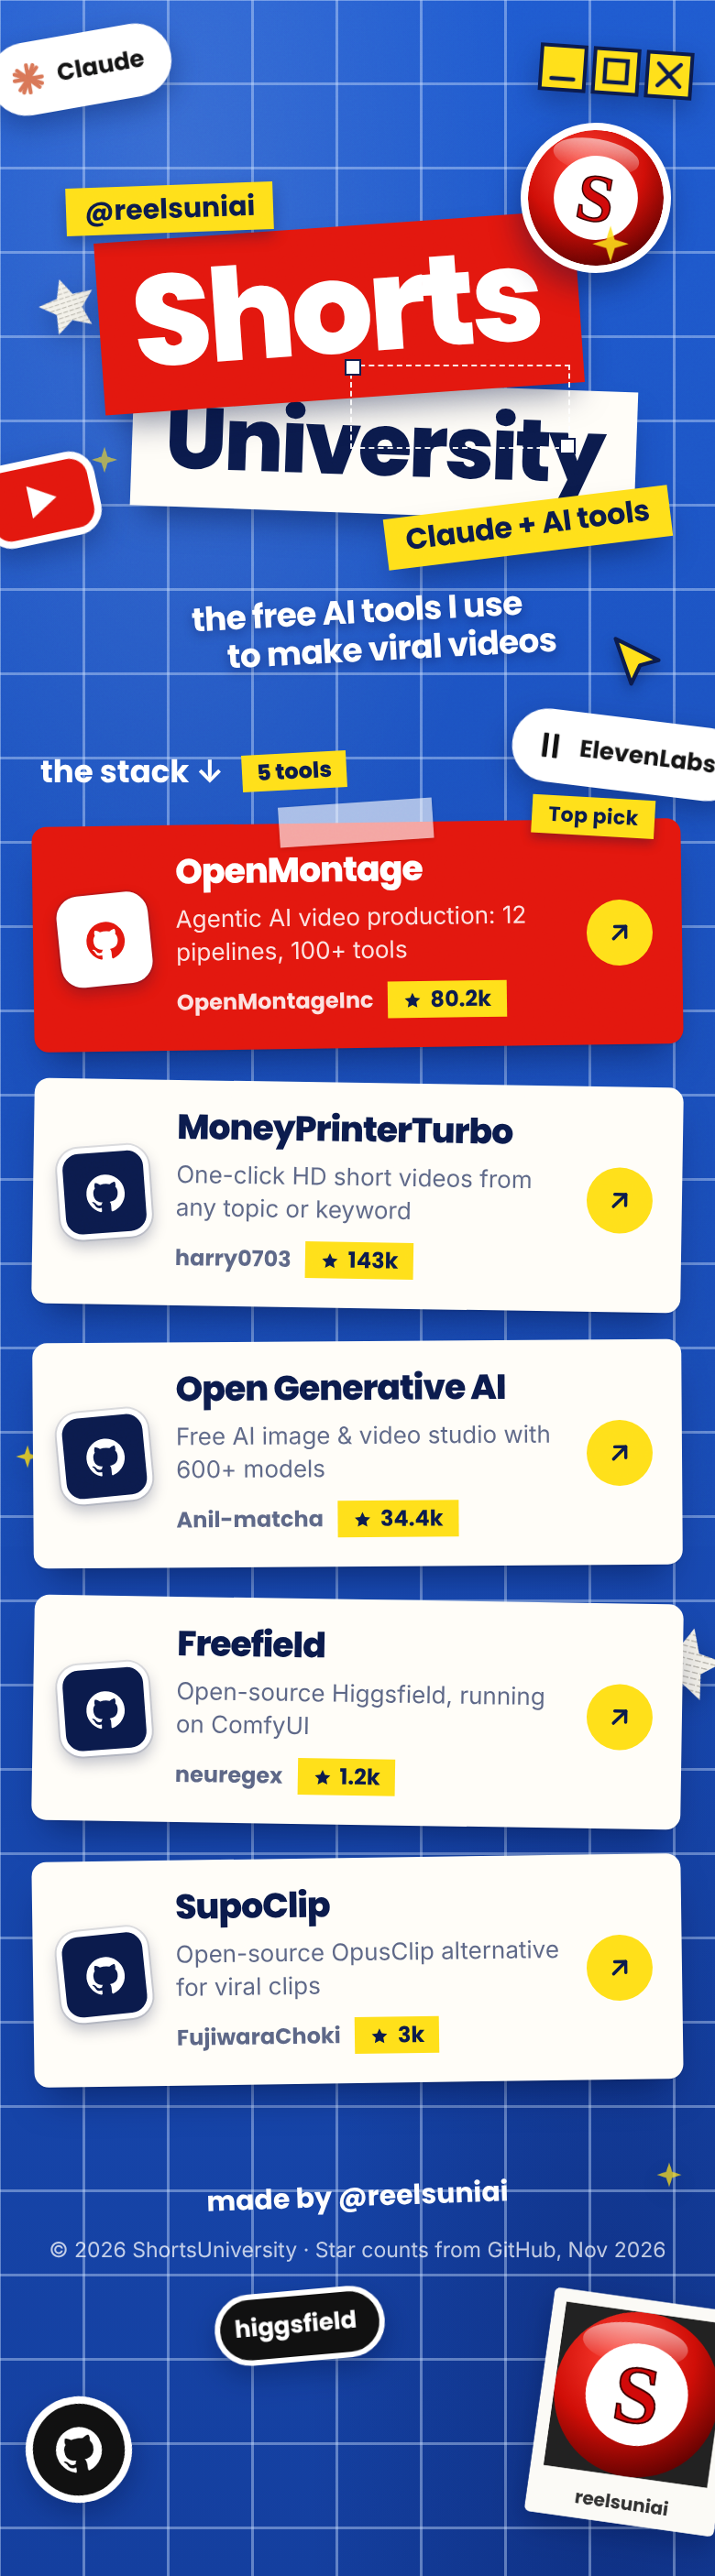 Claude
@reelsuniai
S
Shorts
University
Claude + AI tools
the free AI tools I use
to make viral videos
ElevenLabs
the stack ↓
5 tools
Top pick
OpenMontage
Agentic AI video production: 12
pipelines, 100+ tools
OpenMontageInc
★ 80.2k
MoneyPrinterTurbo
One-click HD short videos from
any topic or keyword
harry0703
★ 143k
Open Generative AI
Free AI image & video studio with
600+ models
Anil-matcha
★ 34.4k
Freefield
Open-source Higgsfield, running
on ComfyUI
neuregex
★ 1.2k
SupoClip
Open-source OpusClip alternative
for viral clips
FujiwaraChoki
★ 3k
made by @reelsuniai
© 2026 ShortsUniversity · Star counts from GitHub, Nov 2026
higgsfield
S
reelsuniai